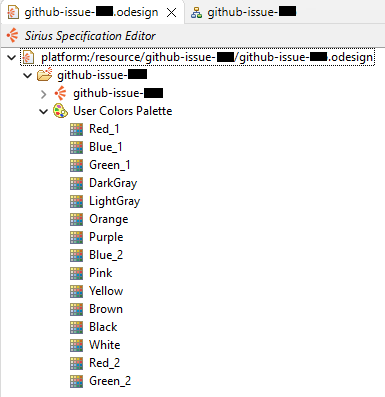 github-issue-.odesign
github-issue-
Sirius Specification Editor
platform:/resource/github-issue-/github-issue-.odesign
github-issue-
github-issue-
User Colors Palette
Red_1
Blue_1
Green_1
DarkGray
LightGray
Orange
Purple
Blue_2
Pink
Yellow
Brown
Black
White
Red_2
Green_2